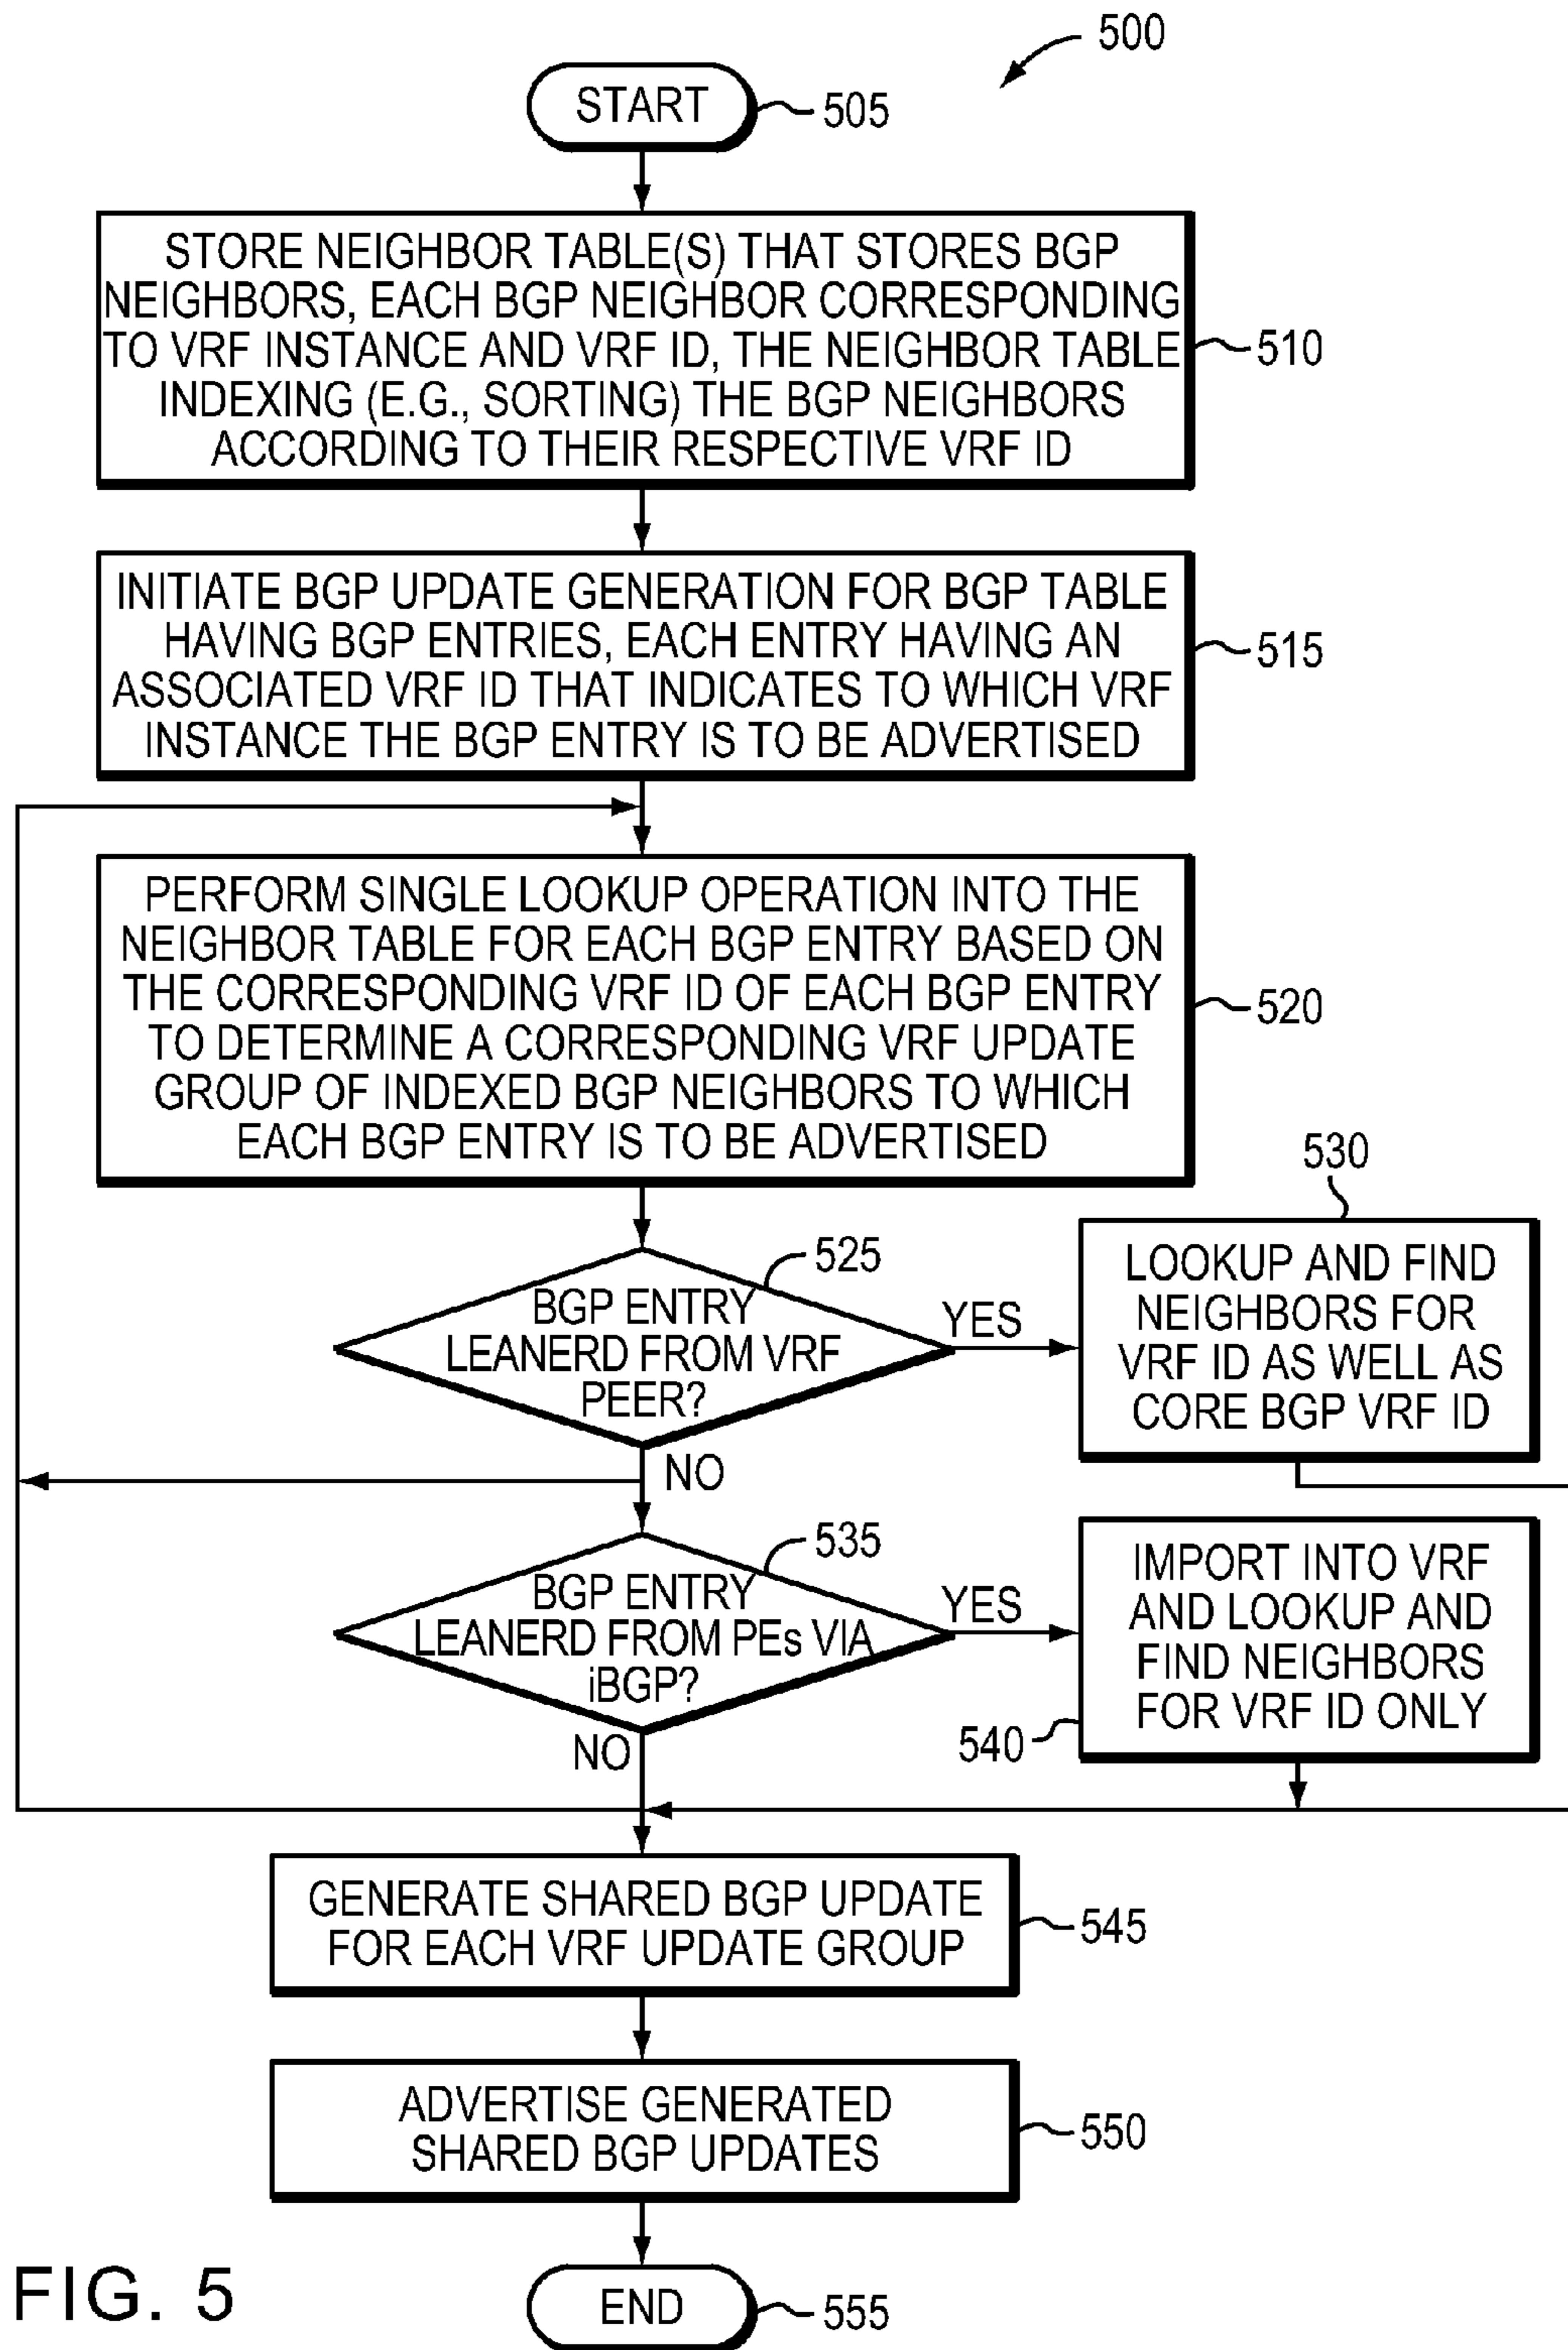 500
START
505
STORE NEIGHBOR TABLE(S) THAT STORES BGP
NEIGHBORS, EACH BGP NEIGHBOR CORRESPONDING
TO VRF INSTANCE AND VRF ID, THE NEIGHBOR TABLE
INDEXING (E.G., SORTING) THE BGP NEIGHBORS
ACCORDING TO THEIR RESPECTIVE VRF ID
510
INITIATE BGP UPDATE GENERATION FOR BGP TABLE
HAVING BGP ENTRIES, EACH ENTRY HAVING AN
ASSOCIATED VRF ID THAT INDICATES TO WHICH VRF
INSTANCE THE BGP ENTRY IS TO BE ADVERTISED
515
PERFORM SINGLE LOOKUP OPERATION INTO THE
NEIGHBOR TABLE FOR EACH BGP ENTRY BASED ON
THE CORRESPONDING VRF ID OF EACH BGP ENTRY
TO DETERMINE A CORRESPONDING VRF UPDATE
GROUP OF INDEXED BGP NEIGHBORS TO WHICH
EACH BGP ENTRY IS TO BE ADVERTISED
520
525
BGP ENTRY
LEANERD FROM VRF
PEER?
YES
NO
530
LOOKUP AND FIND
NEIGHBORS FOR
VRF ID AS WELL AS
CORE BGP VRF ID
535
BGP ENTRY
LEANERD FROM PEs VIA
iBGP?
YES
NO
IMPORT INTO VRF
AND LOOKUP AND
FIND NEIGHBORS
FOR VRF ID ONLY
540
GENERATE SHARED BGP UPDATE
FOR EACH VRF UPDATE GROUP
545
ADVERTISE GENERATED
SHARED BGP UPDATES
550
END
555
FIG. 5